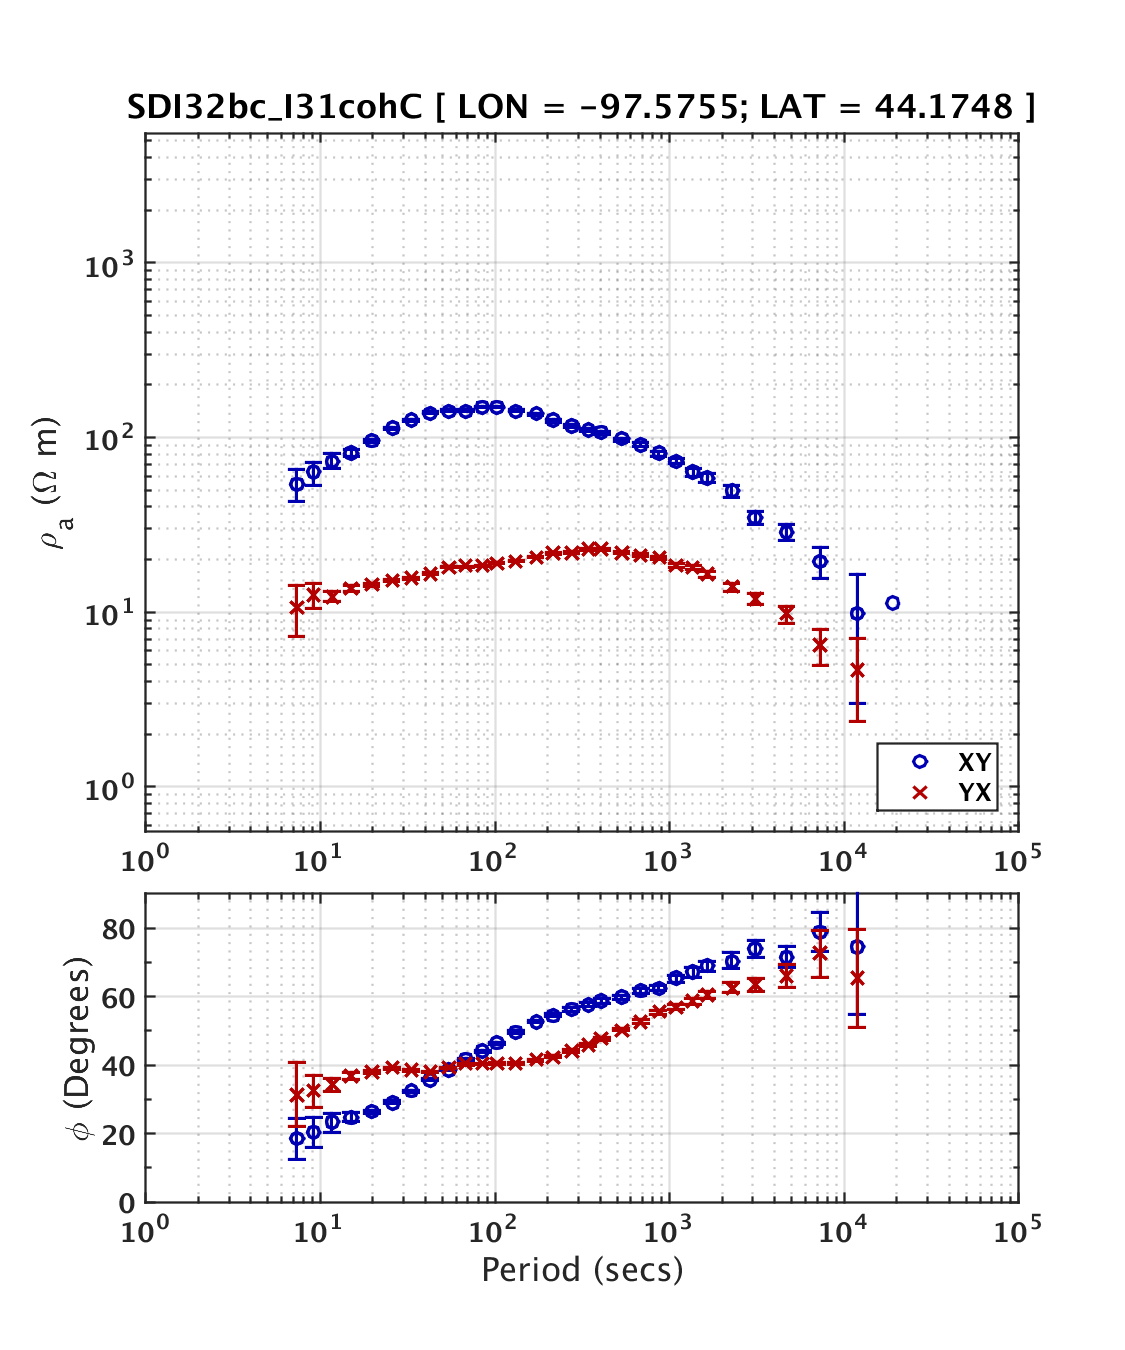 SDI32bc_I31cohC [ LON = -97.5755; LAT = 44.1748 ]
10³
10²
10¹
10⁰
ρₐ (Ω m)
XY
YX
10⁰ 10¹ 10² 10³ 10⁴ 10⁵
80
60
40
20
0
ϕ (Degrees)
10⁰ 10¹ 10² 10³ 10⁴ 10⁵
Period (secs)